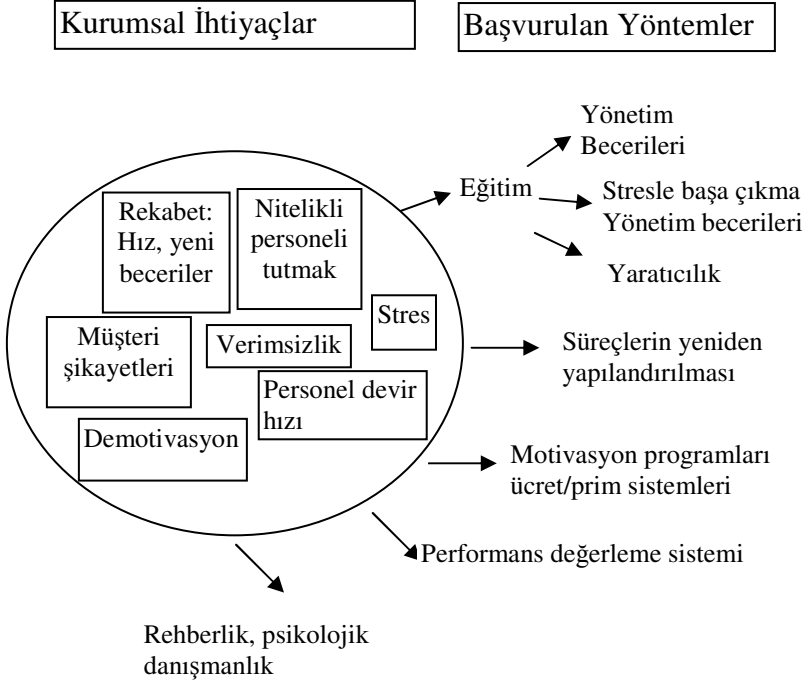 Kurumsal İhtiyaçlar
Başvurulan Yöntemler
Yönetim
Becerileri
Eğitim
Stresle başa çıkma
Yönetim becerileri
Yaratıcılık
Rekabet:
Hız, yeni
beceriler
Nitelikli
personeli
tutmak
Stres
Müşteri
şikayetleri
Verimsizlik
Personel devir
hızı
Demotivasyon
Süreçlerin yeniden
yapılandırılması
Motivasyon programları
ücret/prim sistemleri
Performans değerleme sistemi
Rehberlik, psikolojik
danışmanlık